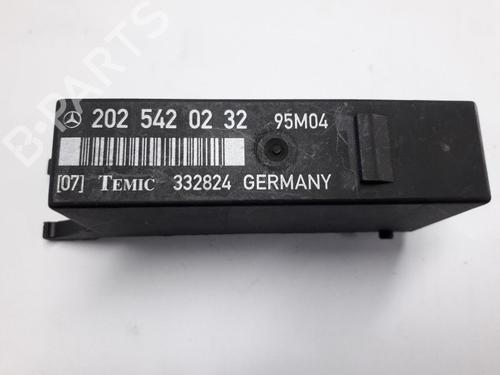 202 542 02 32 95M04
[07] TEMIC 332824 GERMANY
B-PARTS